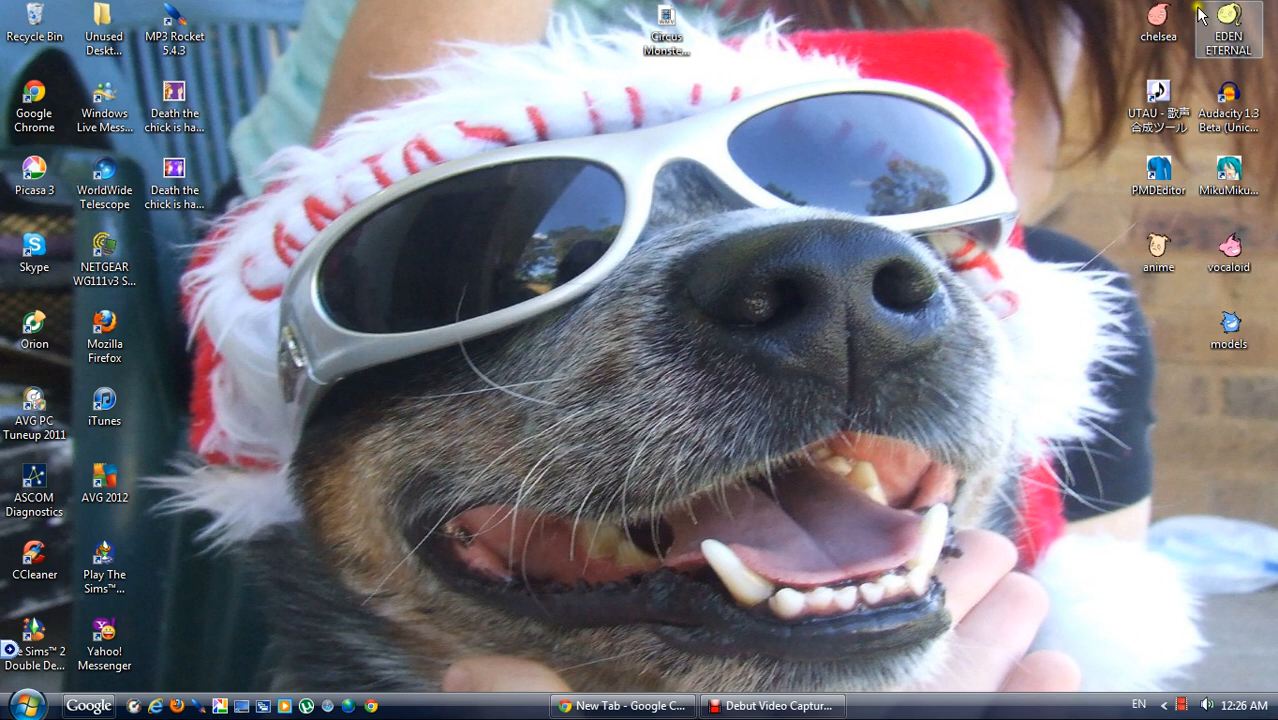 Recycle Bin
Unused
Deskt...
MP3 Rocket
5.4.3
Circus
Monste...
chelsea
EDEN
ETERNAL
Google
Chrome
Windows
Live Mess...
Death the
chick is ha...
UTAU - 歌声
合成ツール
Audacity 1.3
Beta (Unic...
Picasa 3
WorldWide
Telescope
Death the
chick is ha...
PMDEditor
MikuMiku...
Skype
NETGEAR
WG111v3 S...
anime
vocaloid
Orion
Mozilla
Firefox
models
AVG PC
Tuneup 2011
iTunes
ASCOM
Diagnostics
AVG 2012
CCleaner
Play The
Sims™...
e Sims™ 2
Double De...
Yahoo!
Messenger
Google
New Tab - Google C...
Debut Video Captur...
EN
12:26 AM